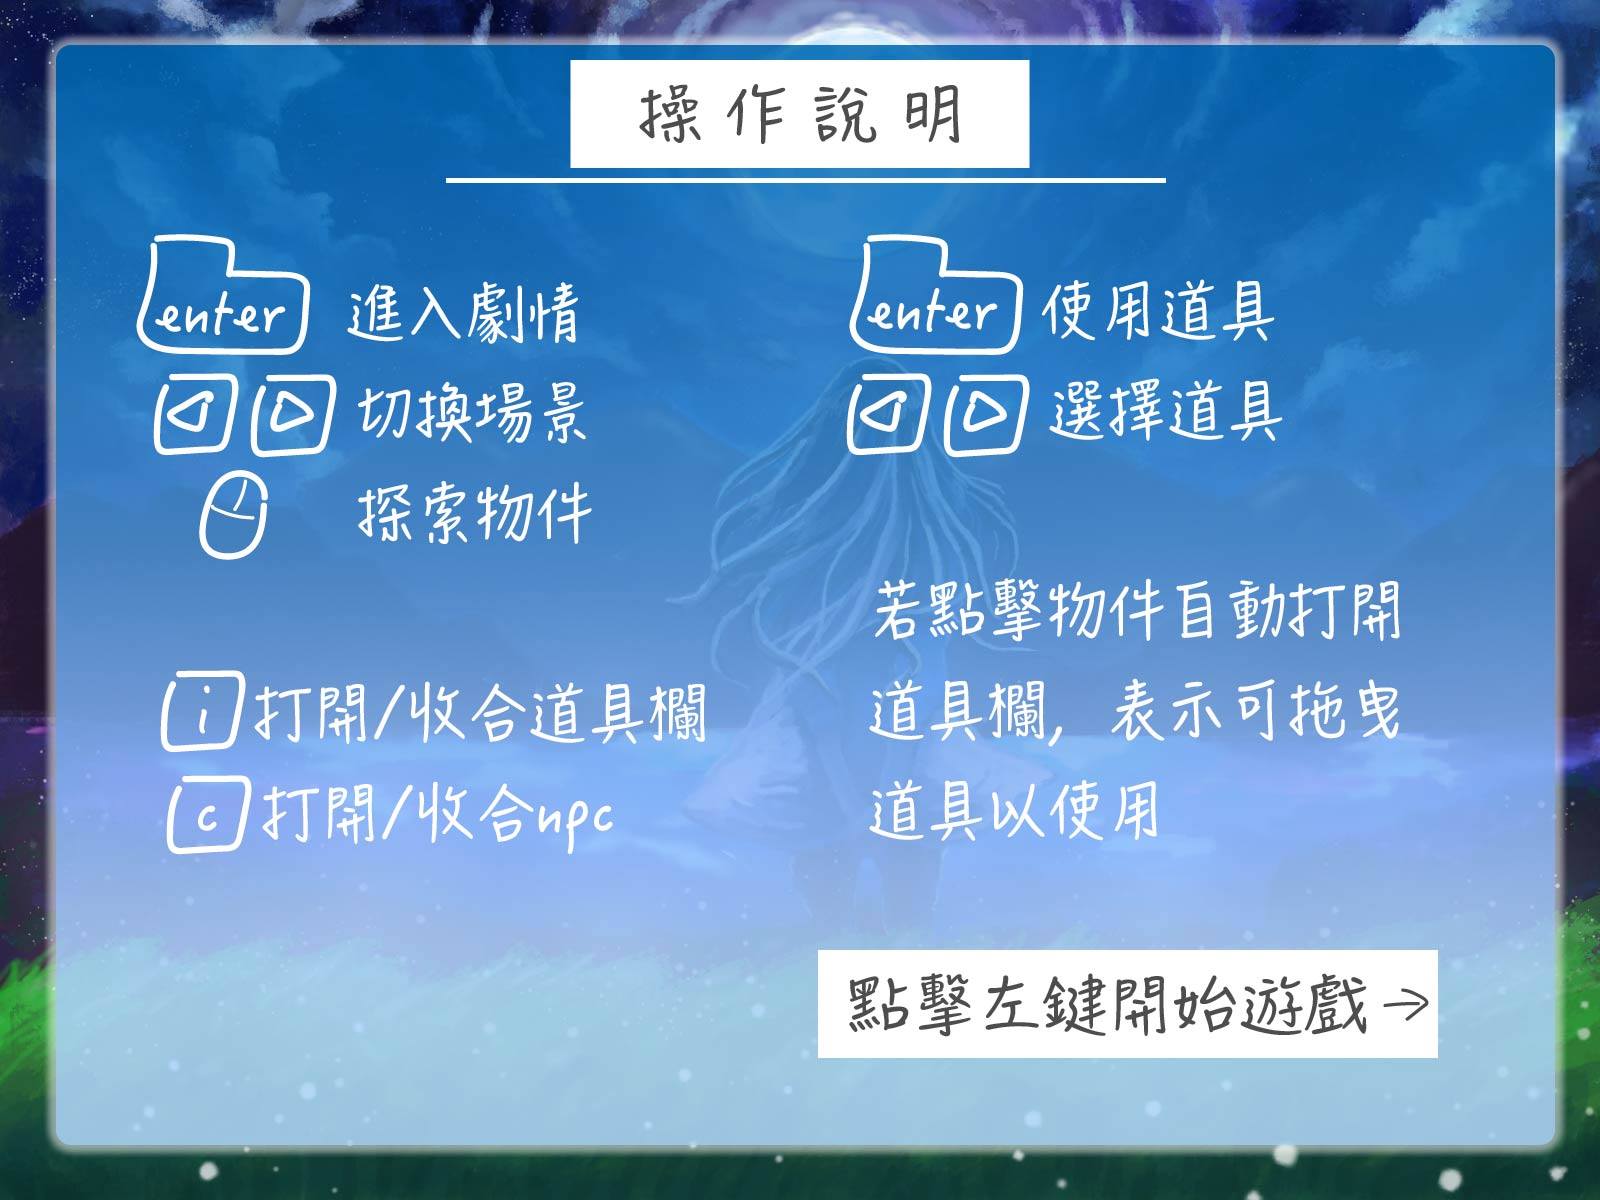 操作說明
enter 進入劇情
切換場景
探索物件
i 打開/收合道具欄
c 打開/收合npc
enter 使用道具
選擇道具
若點擊物件自動打開
道具欄，表示可拖曳
道具以使用
點擊左鍵開始遊戲→